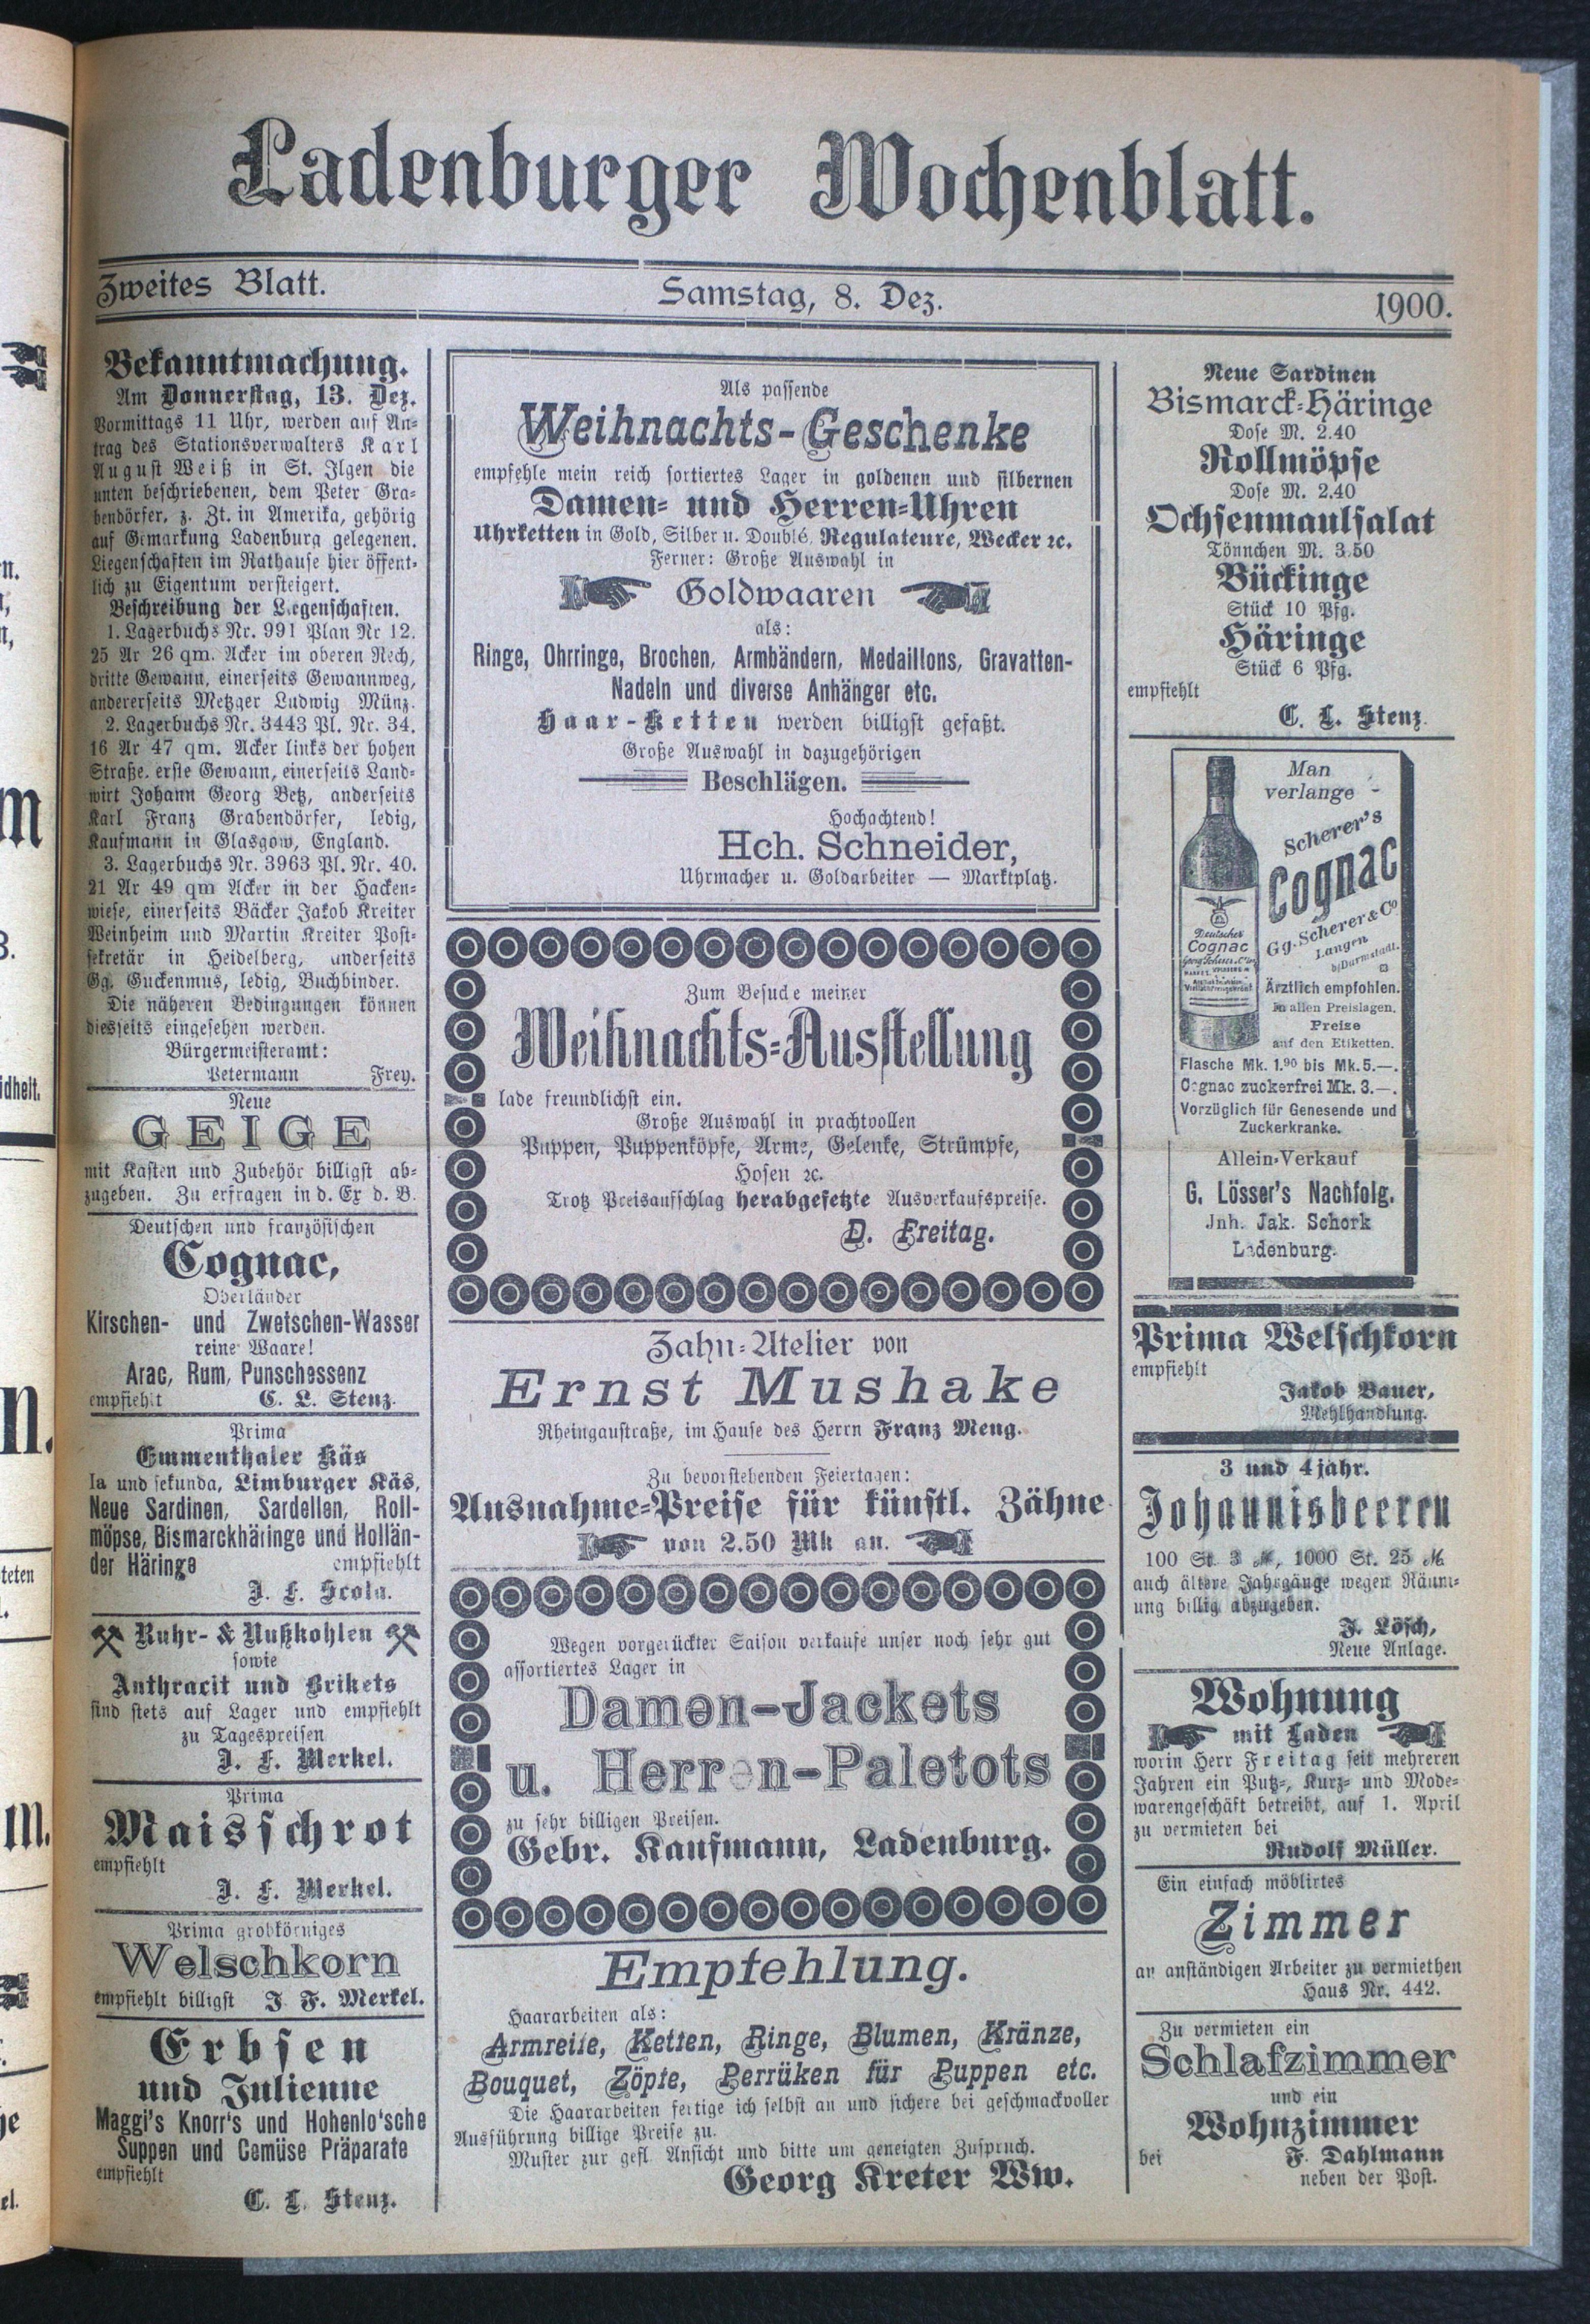 Ladenburger Wochenblatt.
Zweites Blatt.
Samstag, 8. Dez.
1900.
Bekanntmachung.
Am Donnerstag, 13. Dez.
Vormittags 11 Uhr, werden auf An-
trag des Stationsverwalters Karl
August Weiß in St. Ilgen die
unten beschriebenen, dem Peter Gra-
bendörfer, z. Zt. in Amerika, gehörig
auf Gemarkung Ladenburg gelegenen.
Liegenschaften im Rathause hier öffent-
lich zu Eigentum versteigert.
Beschreibung der Liegenschaften.
1. Lagerbuchs Nr. 991 Plan Nr 12.
25 Ar 26 qm. Acker im oberen Rech,
dritte Gewann, einerseits Gewannweg,
andererseits Metzger Ludwig Münz.
2. Lagerbuchs Nr. 3443 Pl. Nr. 34.
16 Ar 47 qm. Acker links der hohen
Straße. erste Gewann, einerseits Land-
wirt Johann Georg Betz, anderseits
Karl Franz Grabendörfer, ledig,
Kaufmann in Glasgow, England.
3. Lagerbuchs Nr. 3963 Pl. Nr. 40.
21 Ar 49 qm Acker in der Hacken-
wiese, einerseits Bäcker Jakob Kreiter
Weinheim und Martin Kreiter Post-
sekretär in Heidelberg, anderseits
Gg. Guckenmus, ledig, Buchbinder.
Die näheren Bedingungen können
diesseits eingesehen werden.
Bürgermeisteramt:
Petermann Frey.
Neue
GEIGE
mit Kasten und Zubehör billigst ab-
zugeben. Zu erfragen in d. Ex d. B.
Deutschen und französischen
Cognac,
Oberländer
Kirschen- und Zwetschen-Wasser
reine Waare!
Arac, Rum, Punschessenz
empfiehlt C. L. Stenz.
Prima
Emmenthaler Käs
Ia und sekunda, Limburger Käs,
Neue Sardinen, Sardellen, Roll-
möpse, Bismarckhäringe und Hollän-
der Häringe empfiehlt
J. F. Scola.
Ruhr- & Nußkohlen
sowie
Anthracit und Brikets
sind stets auf Lager und empfiehlt
zu Tagespreisen
J. F. Merkel.
Prima
Maisschrot
empfiehlt
J. F. Merkel.
Prima grobkörniges
Welschkorn
empfiehlt billigst J. F. Merkel.
Erbsen
und Julienne
Maggi's Knorr's und Hohenlo'sche
Suppen und Gemüse Präparate
empfiehlt
C. L. Stenz.
Als passende
Weihnachts-Geschenke
empfehle mein reich sortiertes Lager in goldenen und silbernen
Damen- und Herren-Uhren
Uhrketten in Gold, Silber u. Doublé, Regulateure, Wecker ꝛc.
Ferner: Große Auswahl in
Goldwaaren
als:
Ringe, Ohrringe, Brochen, Armbändern, Medaillons, Gravatten-
Nadeln und diverse Anhänger etc.
Haar-Ketten werden billigst gefaßt.
Große Auswahl in dazugehörigen
Beschlägen.
Hochachtend!
Hch. Schneider,
Uhrmacher u. Goldarbeiter — Marktplatz.
Zum Besuche meiner
Weihnachts-Ausstellung
lade freundlichst ein.
Große Auswahl in prachtvollen
Puppen, Puppenköpfe, Arme, Gelenke, Strümpfe,
Hosen ꝛc.
Trotz Preisaufschlag herabgesetzte Ausverkaufspreise.
D. Freitag.
Zahn-Atelier von
Ernst Mushake
Rheingaustraße, im Hause des Herrn Franz Meng.
Zu bevorstehenden Feiertagen:
Ausnahme-Preise für künstl. Zähne
von 2.50 Mk an.
Wegen vorgerückter Saison verkaufe unser noch sehr gut
assortiertes Lager in
Damen-Jackets
u. Herren-Paletots
zu sehr billigen Preisen.
Gebr. Kaufmann, Ladenburg.
Empfehlung.
Haararbeiten als:
Armreife, Ketten, Ringe, Blumen, Kränze,
Bouquet, Zöpfe, Perrüken für Puppen etc.
Die Haararbeiten fertige ich selbst an und sichere bei geschmackvoller
Ausführung billige Preise zu.
Muster zur gefl. Ansicht und bitte um geneigten Zuspruch.
Georg Kreter Ww.
Neue Sardinen
Bismarck-Häringe
Dose M. 2.40
Rollmöpse
Dose M. 2.40
Ochsenmaulsalat
Tönnchen M. 3.50
Bückinge
Stück 10 Pfg.
Häringe
Stück 6 Pfg.
empfiehlt
C. L. Stenz.
Man
verlange
Scherer's
Cognac
Gg. Scherer & Co
Langen
b/Darmstadt.
Deutscher
Cognac
Ärztlich empfohlen.
In allen Preislagen.
Preize
auf den Etiketten.
Flasche Mk. 1.90 bis Mk. 5.—.
Cognac zuckerfrei Mk. 3.—.
Vorzüglich für Genesende und
Zuckerkranke.
Allein-Verkauf
G. Lösser's Nachfolg.
Jnh. Jak. Schork
Ladenburg.
Prima Welschkorn
empfiehlt
Jakob Bauer,
Mehlhandlung.
3 und 4jähr.
Johannisbeeren
100 St. 3 M, 1000 St. 25 M
auch ältere Jahrgänge wegen Räum-
ung billig abzugeben.
J. Lösch,
Neue Anlage.
Wohnung
mit Laden
worin Herr Freitag seit mehreren
Jahren ein Putz-, Kurz- und Mode-
warengeschäft betreibt, auf 1. April
zu vermieten bei
Rudolf Müller.
Ein einfach möblirtes
Zimmer
an anständigen Arbeiter zu vermiethen
Haus Nr. 442.
Zu vermieten ein
Schlafzimmer
und ein
Wohnzimmer
bei F. Dahlmann
neben der Post.